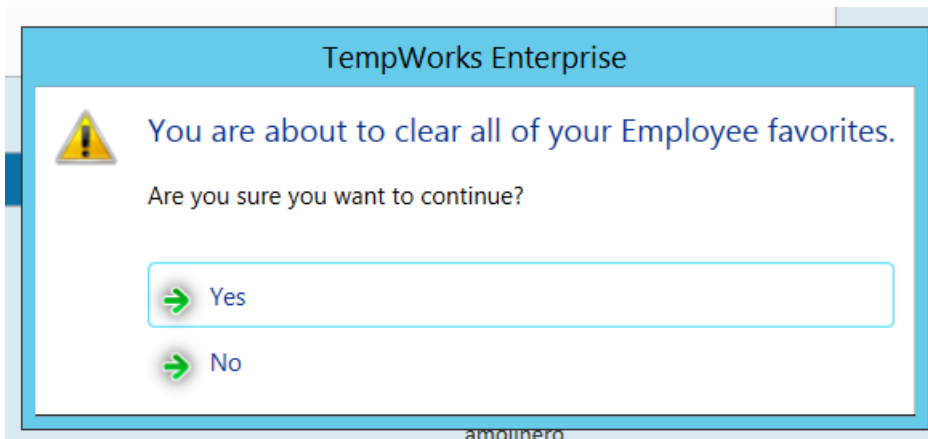 TempWorks Enterprise
You are about to clear all of your Employee favorites.
Are you sure you want to continue?
Yes
No